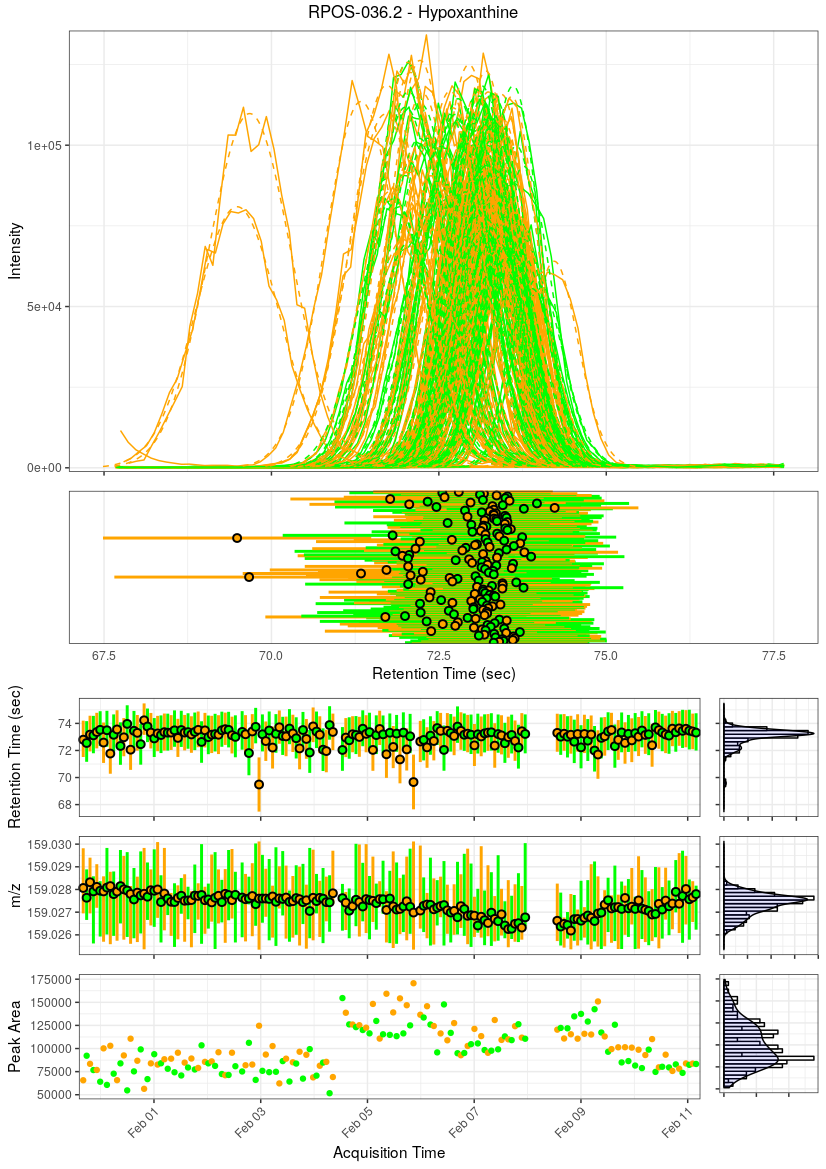 RPOS-036.2 - Hypoxanthine
Intensity
1e+05
5e+04
0e+00
67.5 70.0 72.5 75.0 77.5
Retention Time (sec)
Retention Time (sec)
74
72
70
68
m/z
159.030
159.029
159.028
159.027
159.026
Peak Area
175000
150000
125000
100000
75000
50000
Feb 01 Feb 03 Feb 05 Feb 07 Feb 09 Feb 11
Acquisition Time